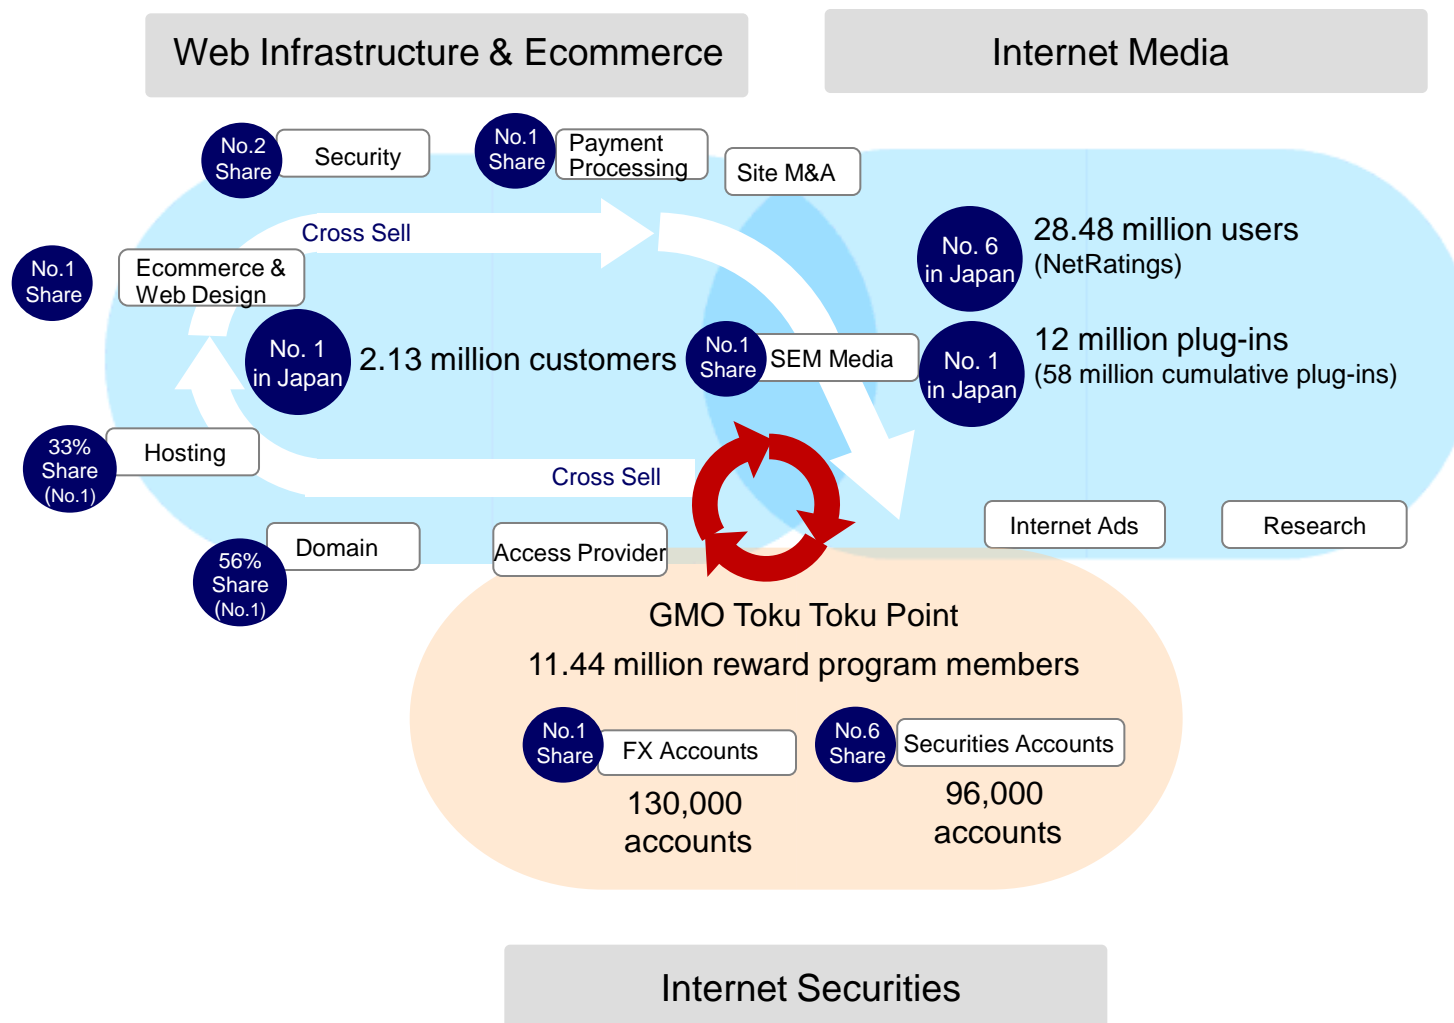 Web Infrastructure & Ecommerce
Internet Media
No.2
Share
Security
No.1
Share
Payment
Processing
Site M&A
Cross Sell
No.1
Share
Ecommerce &
Web Design
No. 6
in Japan
28.48 million users
(NetRatings)
No. 1
in Japan
2.13 million customers
No.1
Share
SEM Media
No. 1
in Japan
12 million plug-ins
(58 million cumulative plug-ins)
33%
Share
(No.1)
Hosting
Cross Sell
56%
Share
(No.1)
Domain
Access Provider
Internet Ads
Research
GMO Toku Toku Point
11.44 million reward program members
No.1
Share
FX Accounts
130,000
accounts
No.6
Share
Securities Accounts
96,000
accounts
Internet Securities